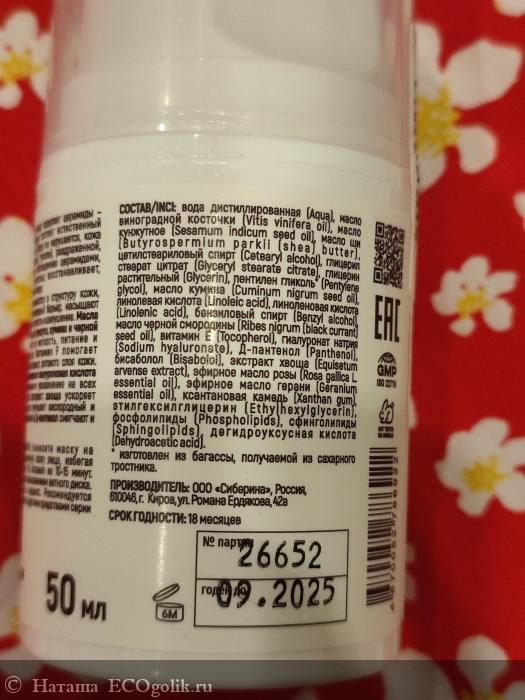 СОСТАВ/INCI: вода дистиллированная (Aqua), масло
виноградной косточки (Vitis vinifera oil), масло
кунжутное (Sesamum indicum seed oil), масло ши
(Butyrospermium parkii (shea) butter),
цетилстеариловый спирт (Cetearyl alcohol), глицерил
стеарат цитрат (Glyceryl stearate citrate), глицерин
растительный (Glycerin), пентилен гликоль* (Pentylene
glycol), масло кумина (Cuminum nigrum seed oil),
линолевая кислота (Linoleic acid), линоленовая кислота
(Linolenic acid), бензиловый спирт (Benzyl alcohol),
масло черной смородины (Ribes nigrum (black currant)
seed oil), витамин Е (Tocopherol), гиалуронат натрия
(Sodium hyaluronate), Д-пантенол (Panthenol),
бисаболол (Bisabolol), экстракт хвоща (Equisetum
arvense extract), эфирное масло розы (Rosa gallica L.
essential oil), эфирное масло герани (Geranium
essential oil), ксантановая камедь (Xanthan gum),
этилгексилглицерин (Ethylhexylglycerin),
фосфолипиды (Phospholipids), сфинголипиды
(Sphingolipids), дегидроуксусная кислота
(Dehydroacetic acid).
* изготовлен из багассы, получаемой из сахарного
тростника.
ПРОИЗВОДИТЕЛЬ: ООО «Сиберина», Россия,
610046, г. Киров, ул. Романа Ердякова, 42а
СРОК ГОДНОСТИ: 18 месяцев
№ партии
26652
годен до
09.2025
6M
50 мл
EAC
GMP
ISO 22716
Наташа ECOgolik.ru